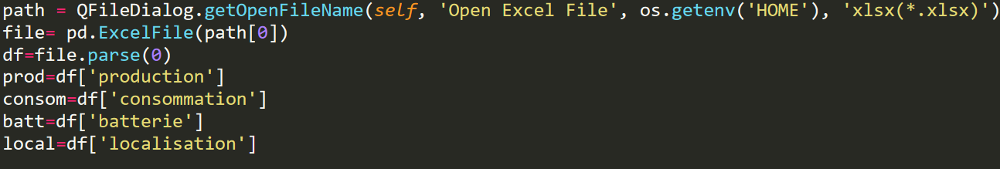 path = QFileDialog.getOpenFileName(self, 'Open Excel File', os.getenv('HOME'), 'xlsx(*.xlsx)')
file= pd.ExcelFile(path[0])
df=file.parse(0)
prod=df['production']
consom=df['consommation']
batt=df['batterie']
local=df['localisation']